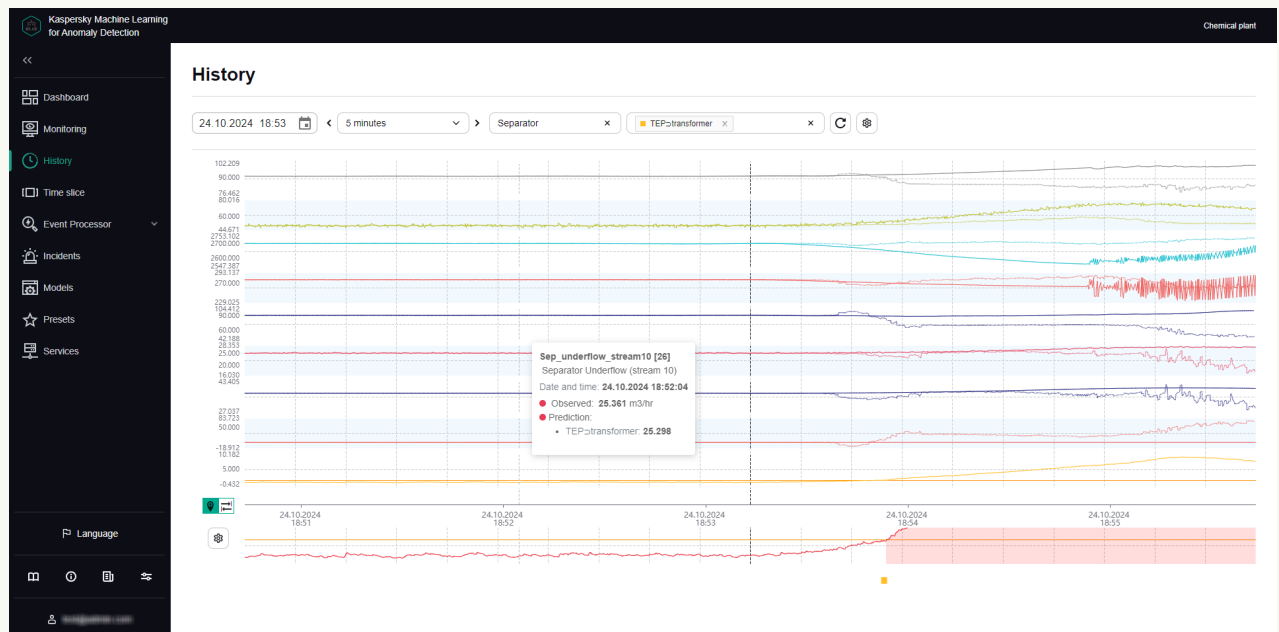 Kaspersky Machine Learning
for Anomaly Detection
Chemical plant
Dashboard
Monitoring
History
Time slice
Event Processor
Incidents
Models
Presets
Services
Language
History
24.10.2024 18:53
5 minutes
Separator
TEP⊃transformer
102.209
90.000
76.462
80.016
60.000
44.671
2753.102
2700.000
2600.000
2547.387
291.137
270.000
229.025
104.412
90.000
60.000
42.188
28.353
25.000
20.000
16.030
43.405
27.037
83.723
50.000
-18.912
10.182
5.000
-0.432
Sep_underflow_stream10 [26]
Separator Underflow (stream 10)
Date and time: 24.10.2024 18:52:04
Observed: 25.361 m3/hr
Prediction:
• TEP⊃transformer: 25.298
24.10.2024
18:51
24.10.2024
18:52
24.10.2024
18:53
24.10.2024
18:54
24.10.2024
18:55